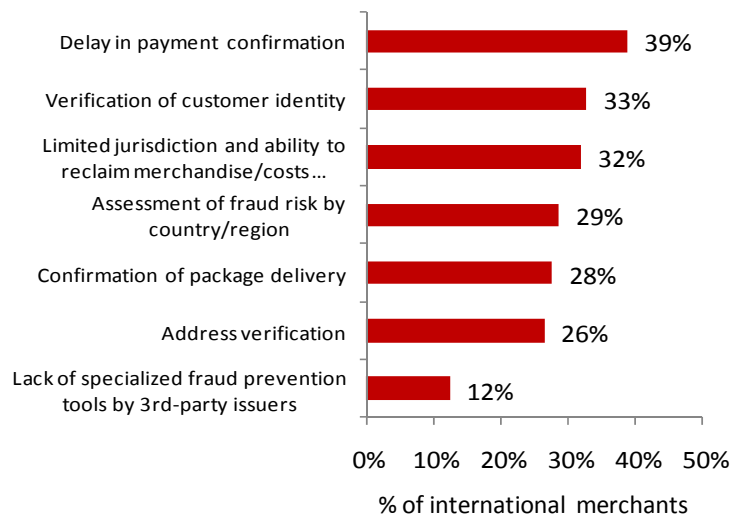 Delay in payment confirmation
39%
Verification of customer identity
33%
Limited jurisdiction and ability to
reclaim merchandise/costs ...
32%
Assessment of fraud risk by
country/region
29%
Confirmation of package delivery
28%
Address verification
26%
Lack of specialized fraud prevention
tools by 3rd-party issuers
12%
0% 10% 20% 30% 40% 50%
% of international merchants